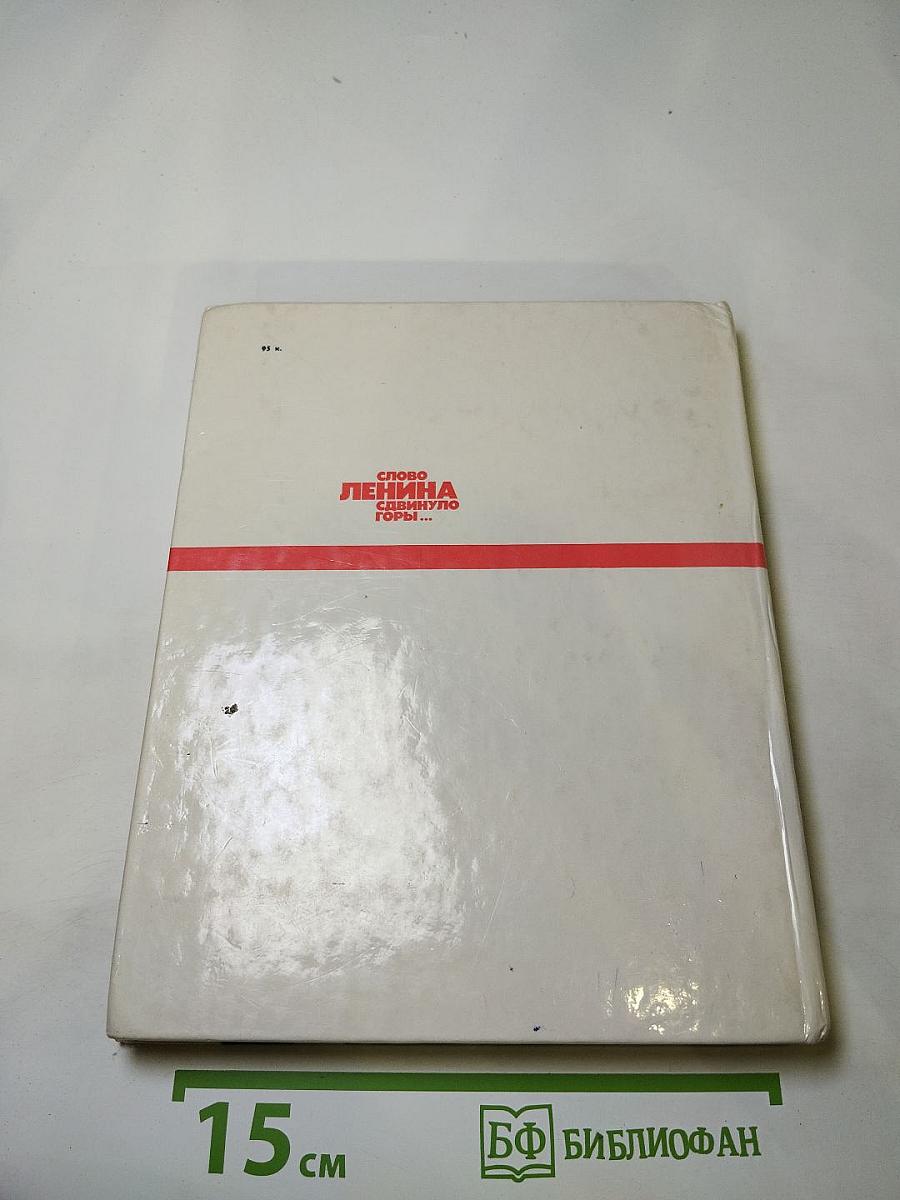 95 к.
СЛОВО
ЛЕНИНА
СДВИНУЛО
ГОРЫ...
15 см
БФ БИБЛИОФАН